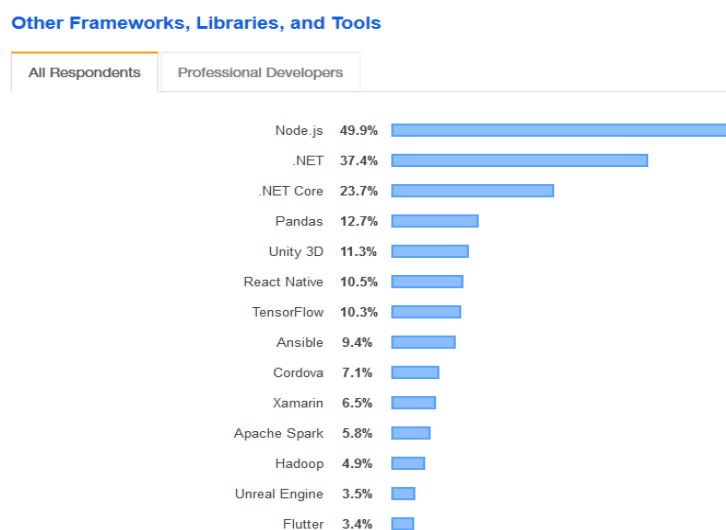 Other Frameworks, Libraries, and Tools
All Respondents Professional Developers
Node.js 49.9%
.NET 37.4%
.NET Core 23.7%
Pandas 12.7%
Unity 3D 11.3%
React Native 10.5%
TensorFlow 10.3%
Ansible 9.4%
Cordova 7.1%
Xamarin 6.5%
Apache Spark 5.8%
Hadoop 4.9%
Unreal Engine 3.5%
Flutter 3.4%